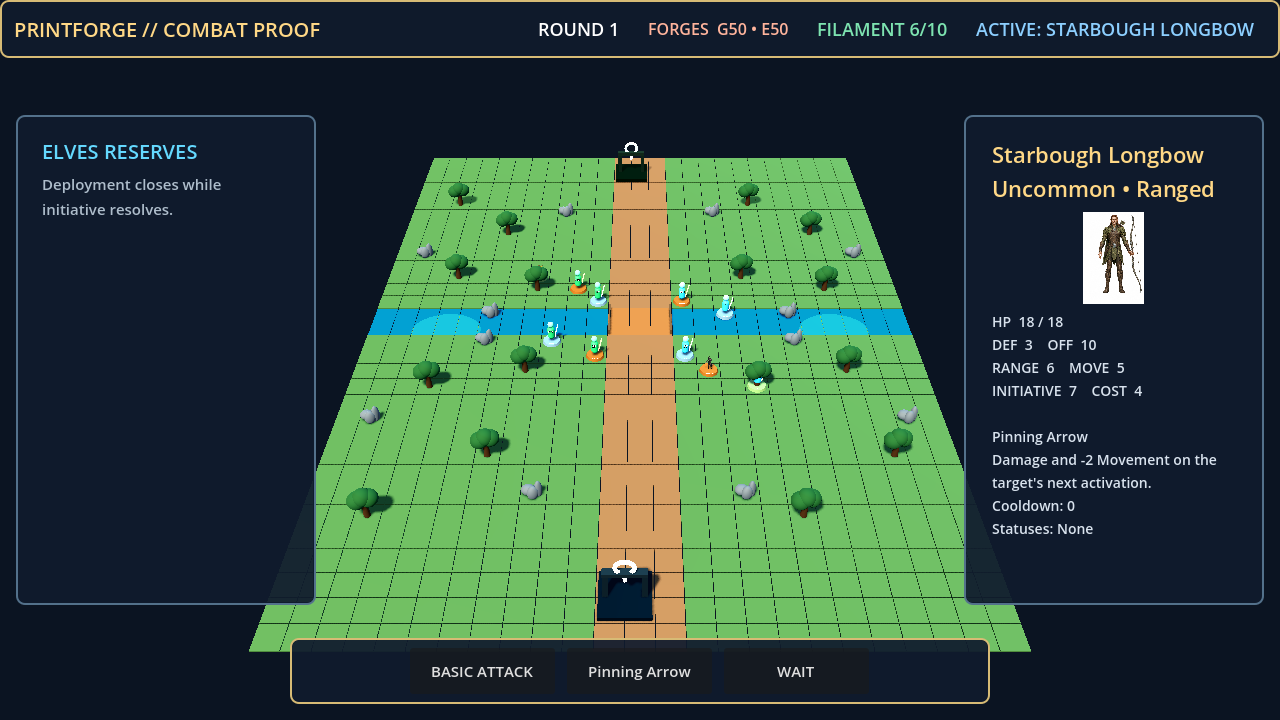 PRINTFORGE // COMBAT PROOF
ROUND 1
FORGES G50 • E50
FILAMENT 6/10
ACTIVE: STARBOUGH LONGBOW
ELVES RESERVES
Deployment closes while
initiative resolves.
Starbough Longbow
Uncommon • Ranged
HP 18 / 18
DEF 3 OFF 10
RANGE 6 MOVE 5
INITIATIVE 7 COST 4
Pinning Arrow
Damage and -2 Movement on the
target's next activation.
Cooldown: 0
Statuses: None
BASIC ATTACK
Pinning Arrow
WAIT